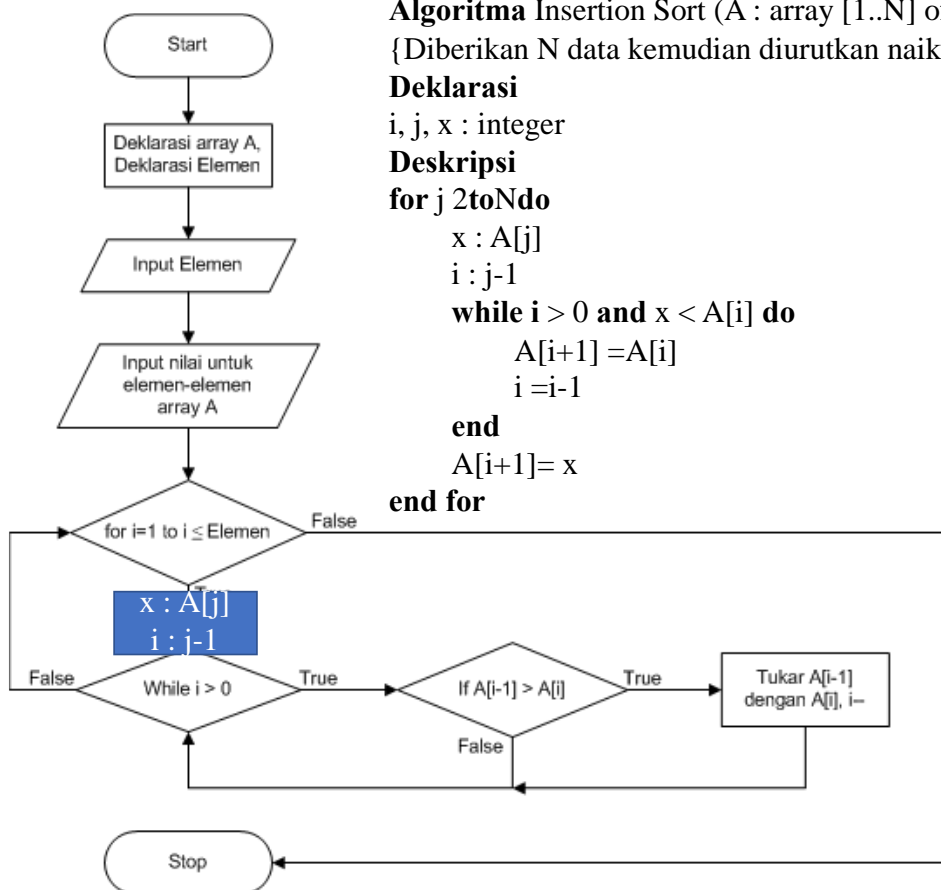 Algoritma Insertion Sort (A : array [1..N]
{Diberikan N data kemudian diurutkan naik
Deklarasi
i, j, x : integer
Deskripsi
for j 2toNdo
x : A[j]
i : j-1
while i > 0 and x < A[i] do
A[i+1] =A[i]
i =i-1
end
A[i+1]= x
end for
Start
Deklarasi array A,
Deklarasi Elemen
Input Elemen
Input nilai untuk
elemen-elemen
array A
for i=1 to i ≤ Elemen
False
x : A[j]
i : j-1
False
While i > 0
True
If A[i-1] > A[i]
True
False
Tukar A[i-1]
dengan A[i], i--
Stop